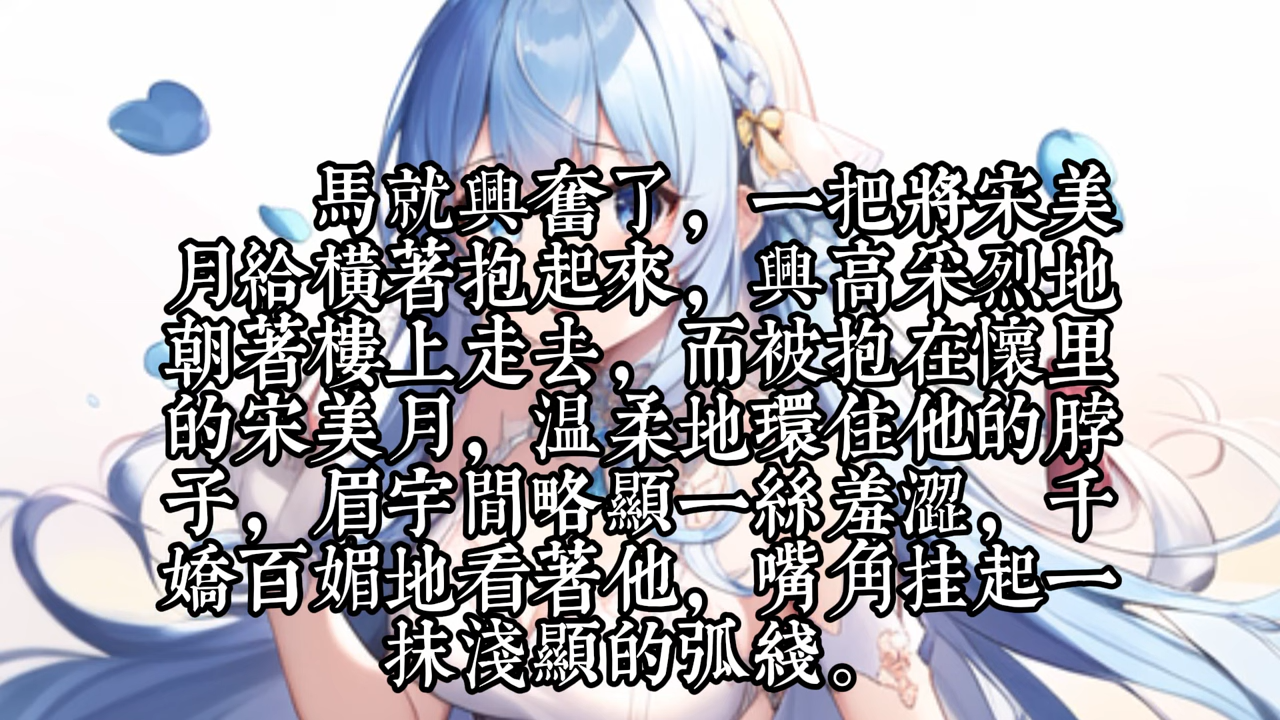 馬就興奮了，一把將宋美
月給橫著抱起來，興高采烈地
朝著樓上走去，而被抱在懷里
的宋美月，温柔地環住他的脖
子，眉宇間略顯一絲羞澀，千
嬌百媚地看著他，嘴角挂起一
抹淺顯的弧綫。